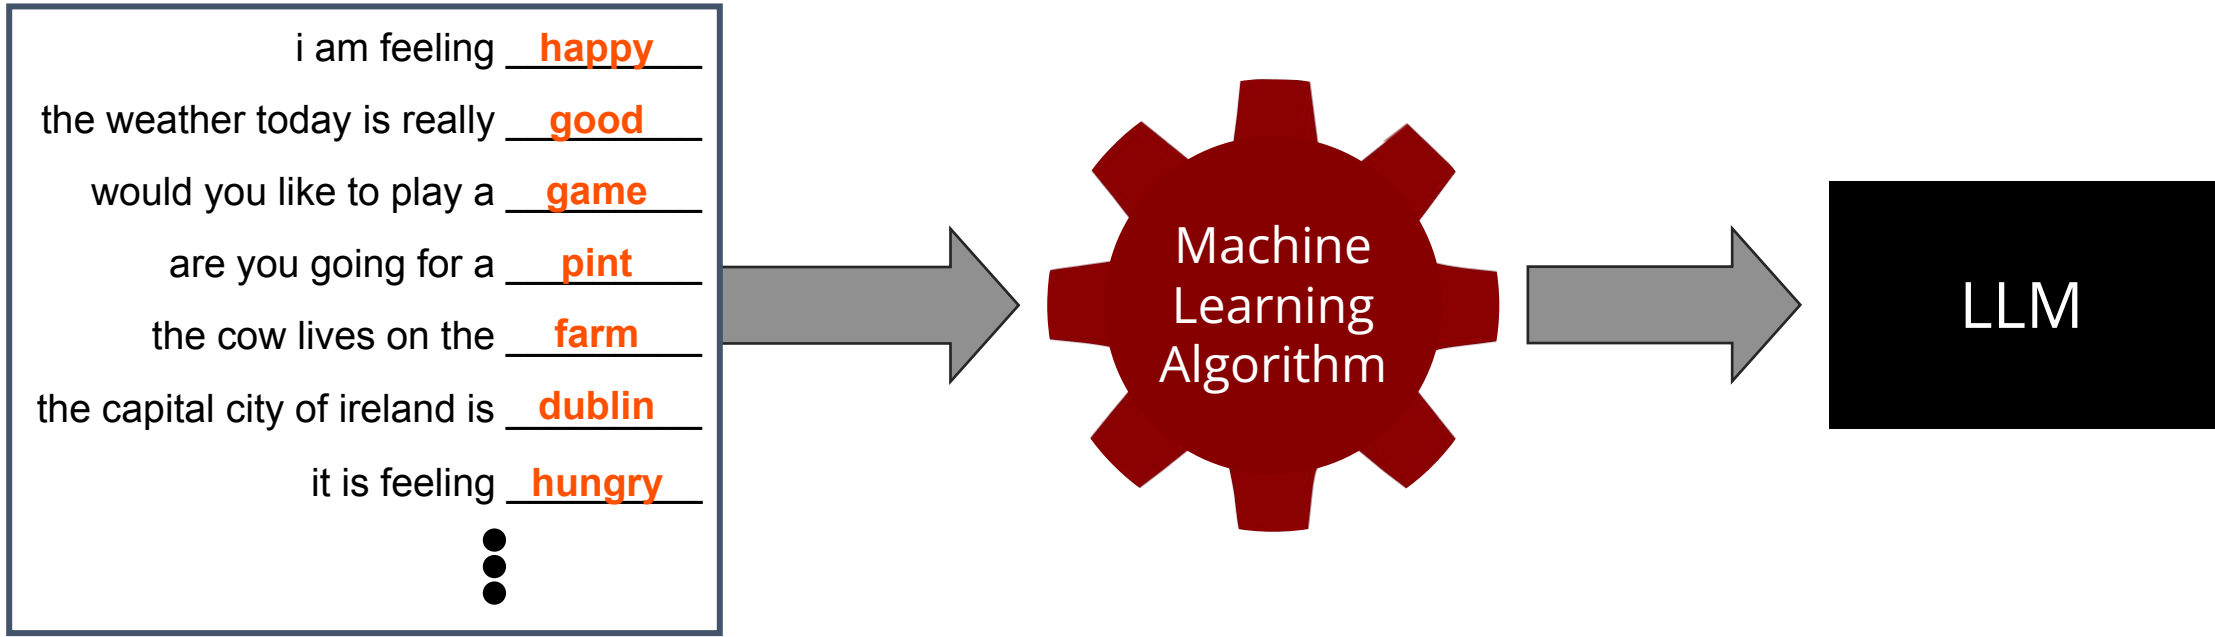 i am feeling happy
the weather today is really good
would you like to play a game
are you going for a pint
the cow lives on the farm
the capital city of ireland is dublin
it is feeling hungry
Machine
Learning
Algorithm
LLM